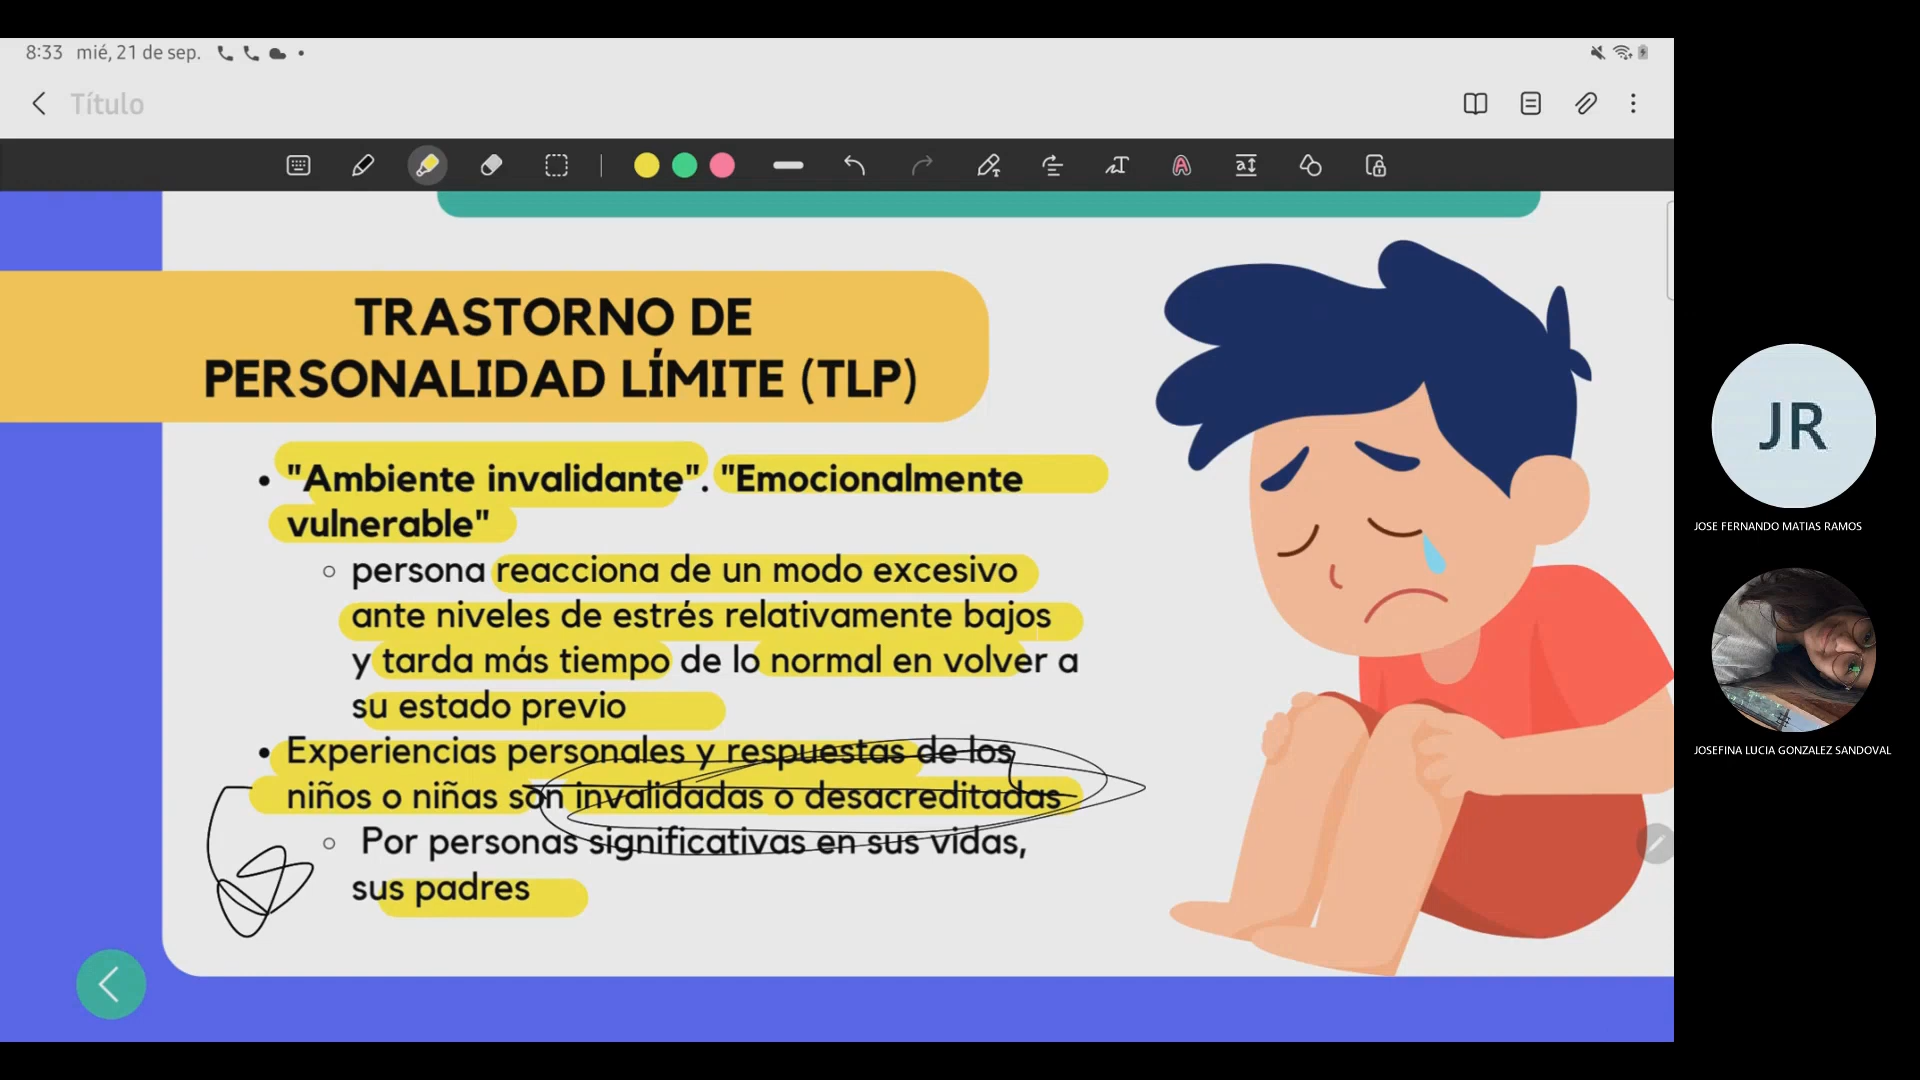 8:33 mié, 21 de sep.
Título
TRASTORNO DE
PERSONALIDAD LÍMITE (TLP)
• "Ambiente invalidante". "Emocionalmente
vulnerable"
○ persona reacciona de un modo excesivo
ante niveles de estrés relativamente bajos
y tarda más tiempo de lo normal en volver a
su estado previo
• Experiencias personales y respuestas de los
niños o niñas son invalidadas o desacreditadas
○ Por personas significativas en sus vidas,
sus padres
JR
JOSE FERNANDO MATIAS RAMOS
JOSEFINA LUCIA GONZALEZ SANDOVAL